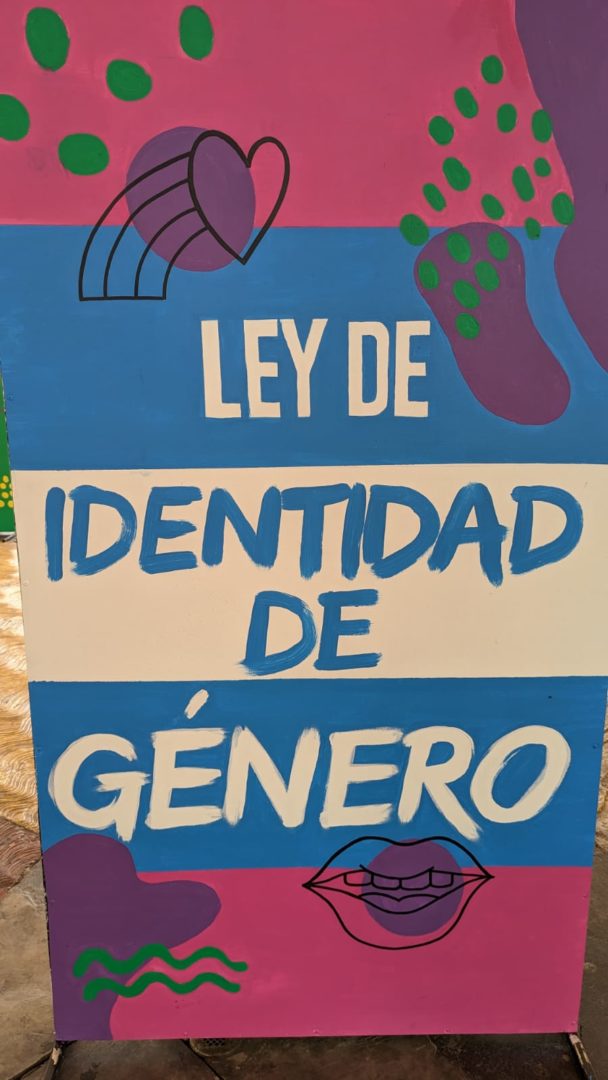 LEY DE
IDENTIDAD
DE
GÉNERO